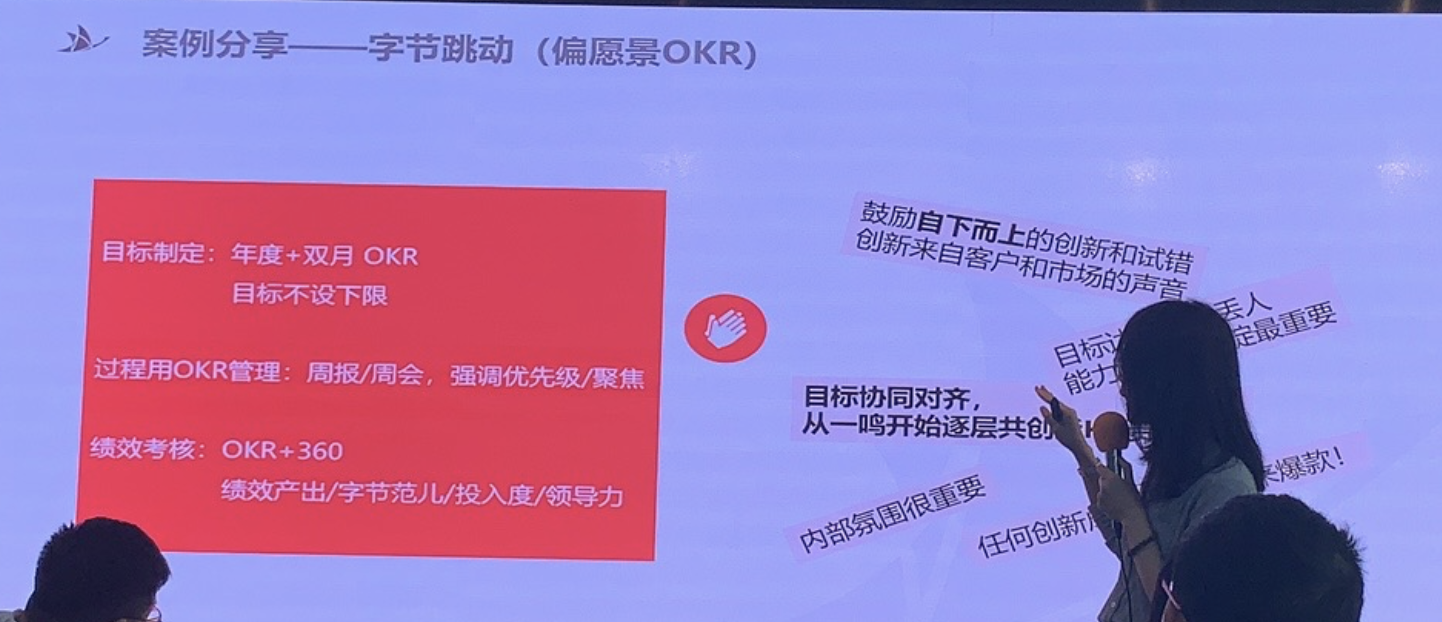 案例分享——字节跳动（偏愿景OKR）
目标制定：年度+双月 OKR
目标不设下限
过程用OKR管理：周报/周会，强调优先级/聚焦
绩效考核：OKR+360
绩效产出/字节范儿/投入度/领导力
鼓励自下而上的创新和试错
创新来自客户和市场的声音
目标 丢人
能力 最重要
目标协同对齐，
从一鸣开始逐层共创
内部氛围很重要
任何创新 来爆款！